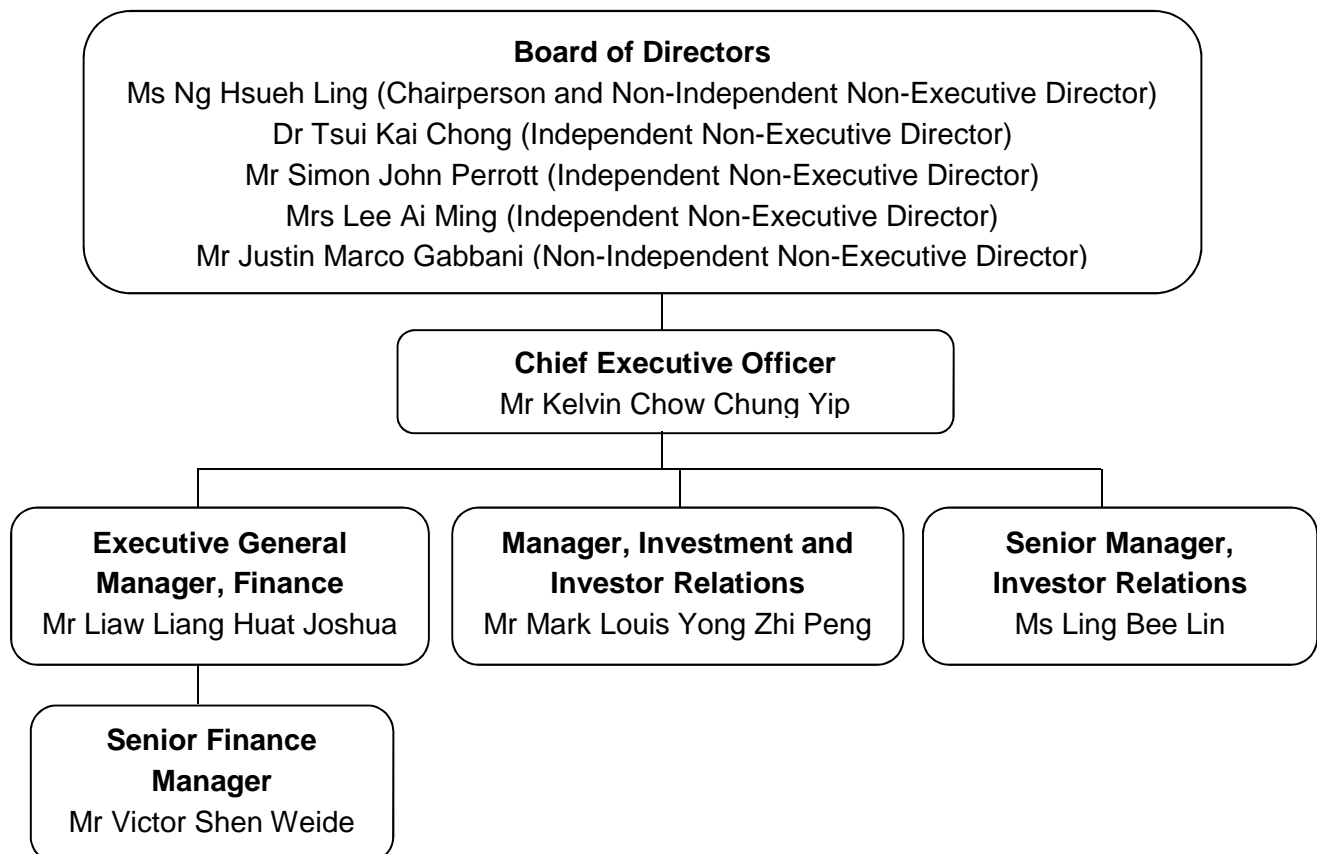 Board of Directors
Ms Ng Hsueh Ling (Chairperson and Non-Independent Non-Executive Director)
Dr Tsui Kai Chong (Independent Non-Executive Director)
Mr Simon John Perrott (Independent Non-Executive Director)
Mrs Lee Ai Ming (Independent Non-Executive Director)
Mr Justin Marco Gabbani (Non-Independent Non-Executive Director)
Chief Executive Officer
Mr Kelvin Chow Chung Yip
Executive General
Manager, Finance
Mr Liaw Liang Huat Joshua
Manager, Investment and
Investor Relations
Mr Mark Louis Yong Zhi Peng
Senior Manager,
Investor Relations
Ms Ling Bee Lin
Senior Finance
Manager
Mr Victor Shen Weide